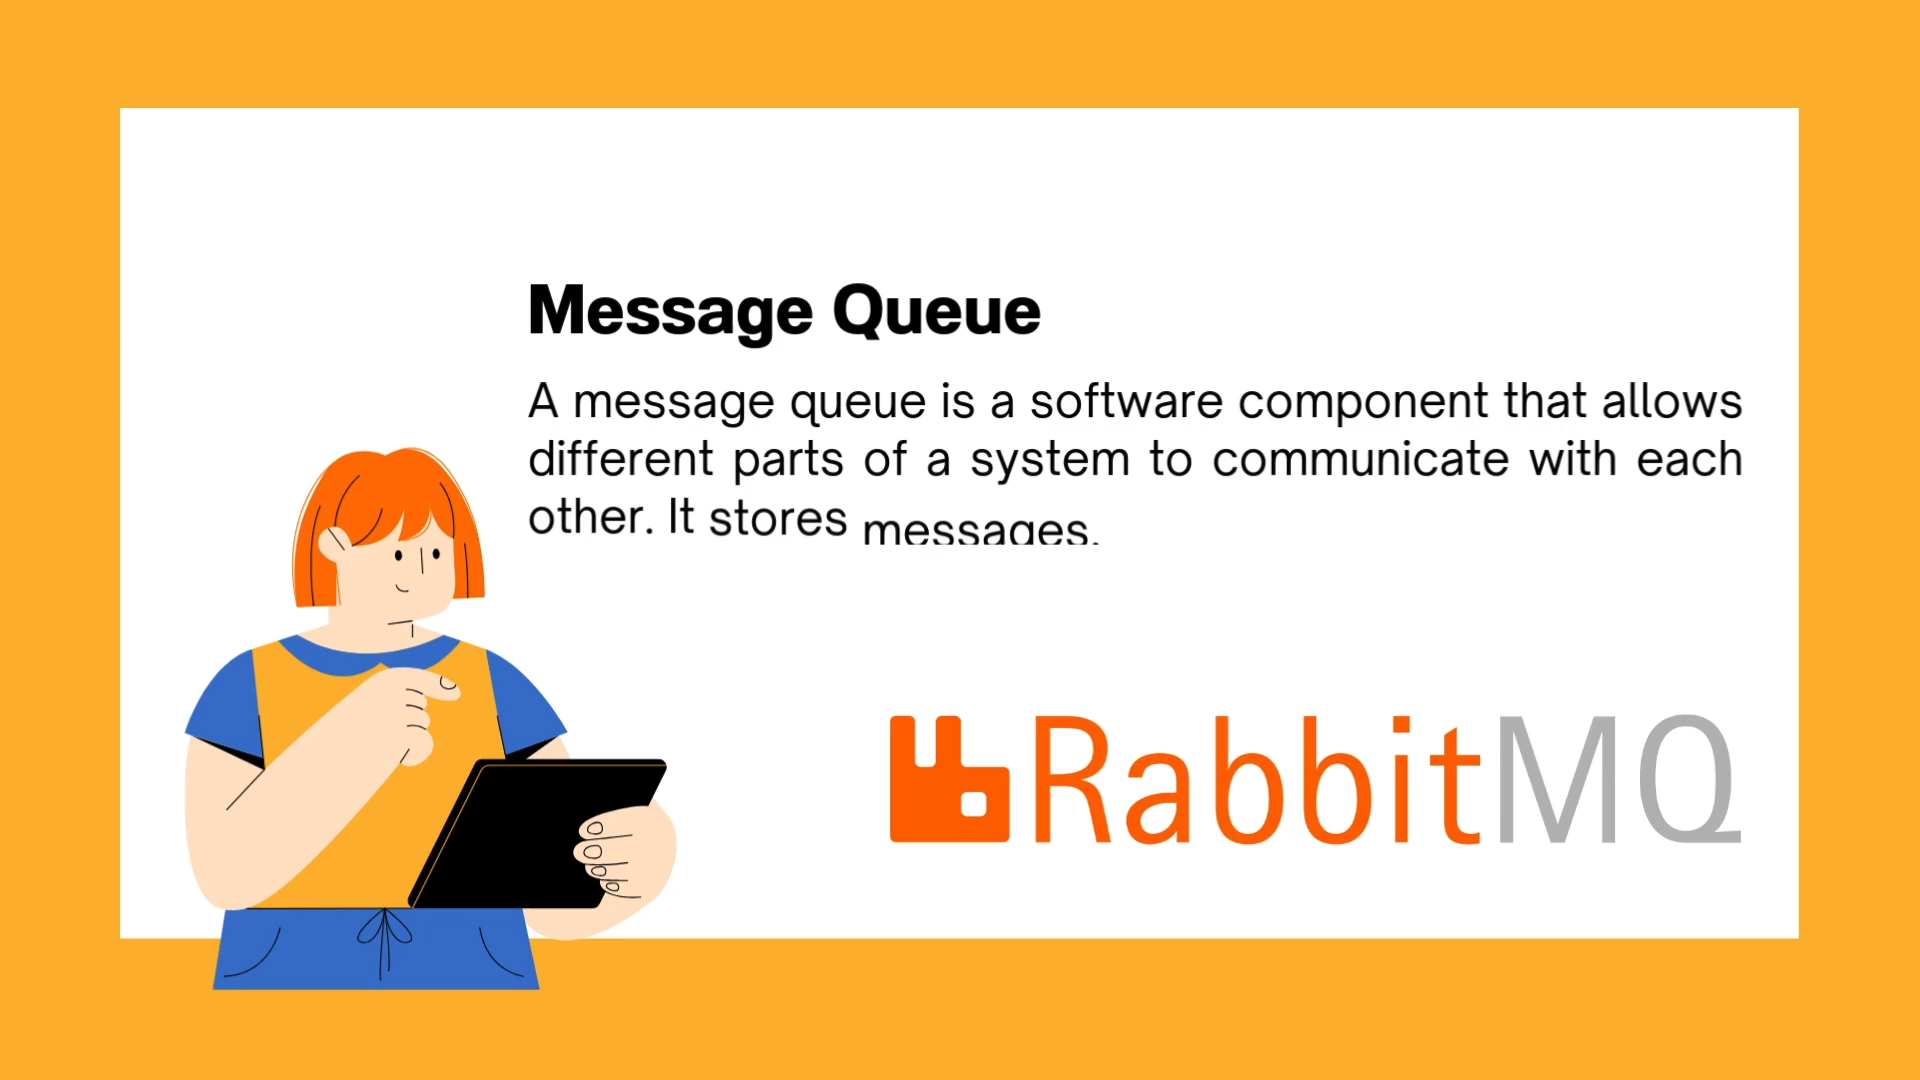 Message Queue
A message queue is a software component that allows
different parts of a system to communicate with each
other. It stores messages.
RabbitMQ